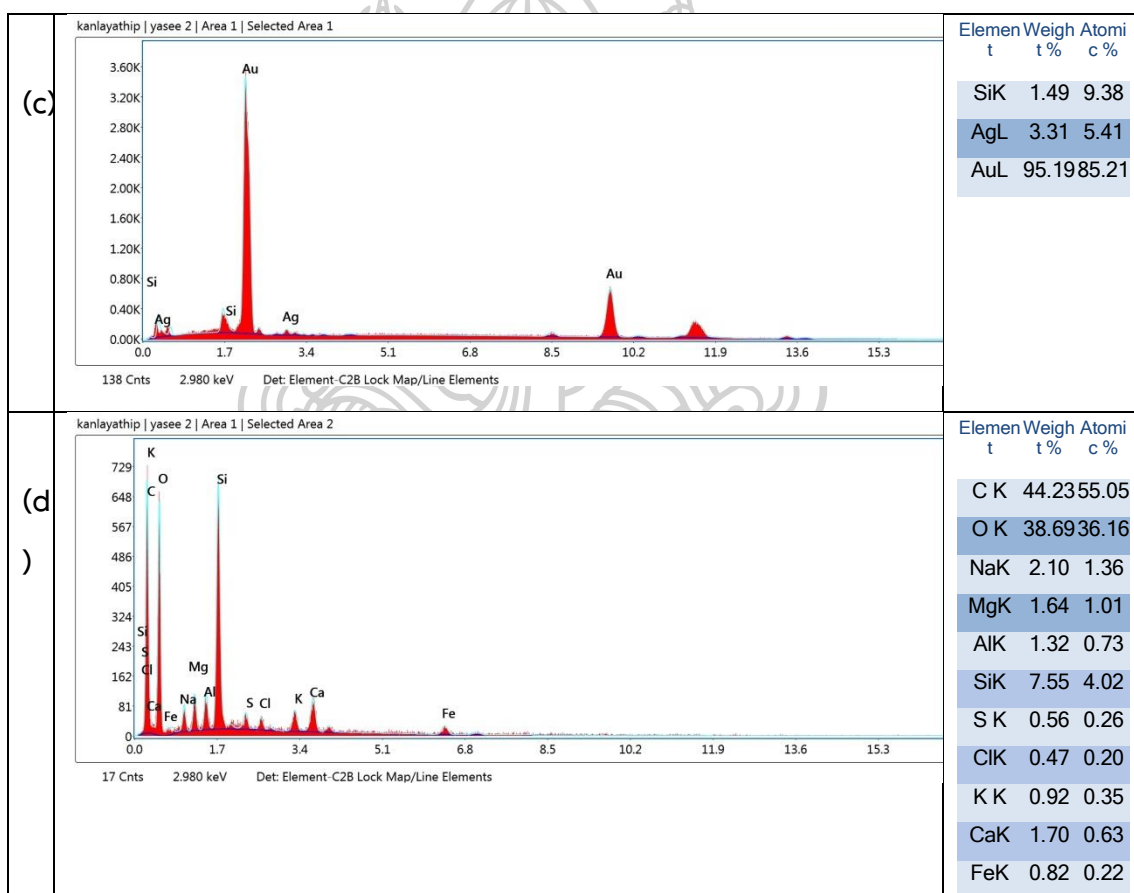 (c)
kanlayathip | yasee 2 | Area 1 | Selected Area 1
3.60K
3.20K
2.80K
2.40K
2.00K
1.60K
1.20K
0.80K
0.40K
0.00K
Au
Si
Ag
Si
Ag
Au
0.0 1.7 3.4 5.1 6.8 8.5 10.2 11.9 13.6 15.3
138 Cnts 2.980 keV Det: Element-C2B Lock Map/Line Elements
Elemen Weigh Atomi
t t % c %
SiK 1.49 9.38
AgL 3.31 5.41
AuL 95.19 85.21
(d
)
kanlayathip | yasee 2 | Area 1 | Selected Area 2
729
648
567
486
405
324
243
162
81
0
K
C
O
Si
Si
S
Cl
Ca
Fe
Na
Mg
Al
S
Cl
K
Ca
Fe
0.0 1.7 3.4 5.1 6.8 8.5 10.2 11.9 13.6 15.3
17 Cnts 2.980 keV Det: Element-C2B Lock Map/Line Elements
Elemen Weigh Atomi
t t % c %
C K 44.23 55.05
O K 38.69 36.16
NaK 2.10 1.36
MgK 1.64 1.01
AlK 1.32 0.73
SiK 7.55 4.02
S K 0.56 0.26
ClK 0.47 0.20
K K 0.92 0.35
CaK 1.70 0.63
FeK 0.82 0.22